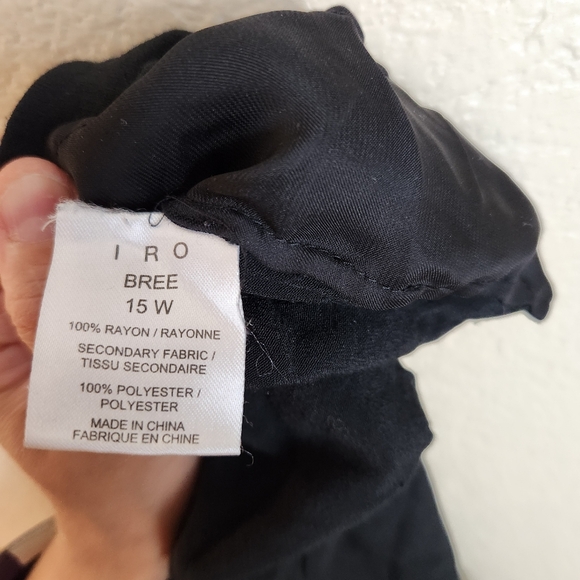 I R O
BREE
15 W
100% RAYON / RAYONNE
SECONDARY FABRIC /
TISSU SECONDAIRE
100% POLYESTER /
POLYESTER
MADE IN CHINA
FABRIQUE EN CHINE